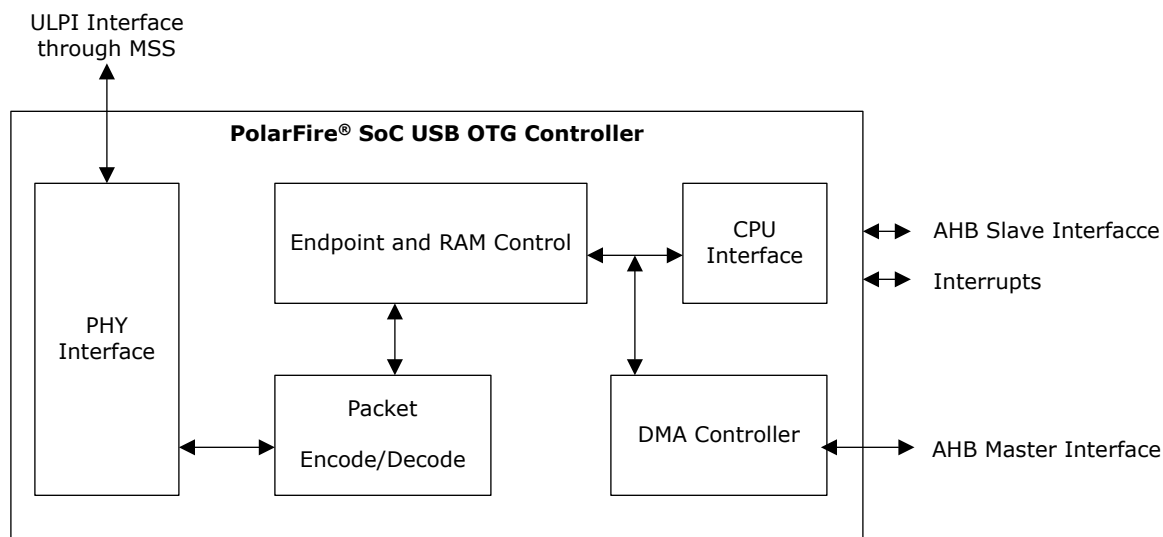 ULPI Interface
through MSS
PolarFire® SoC USB OTG Controller
PHY
Interface
Endpoint and RAM Control
CPU
Interface
Packet
Encode/Decode
DMA Controller
AHB Slave Interfacce
Interrupts
AHB Master Interface